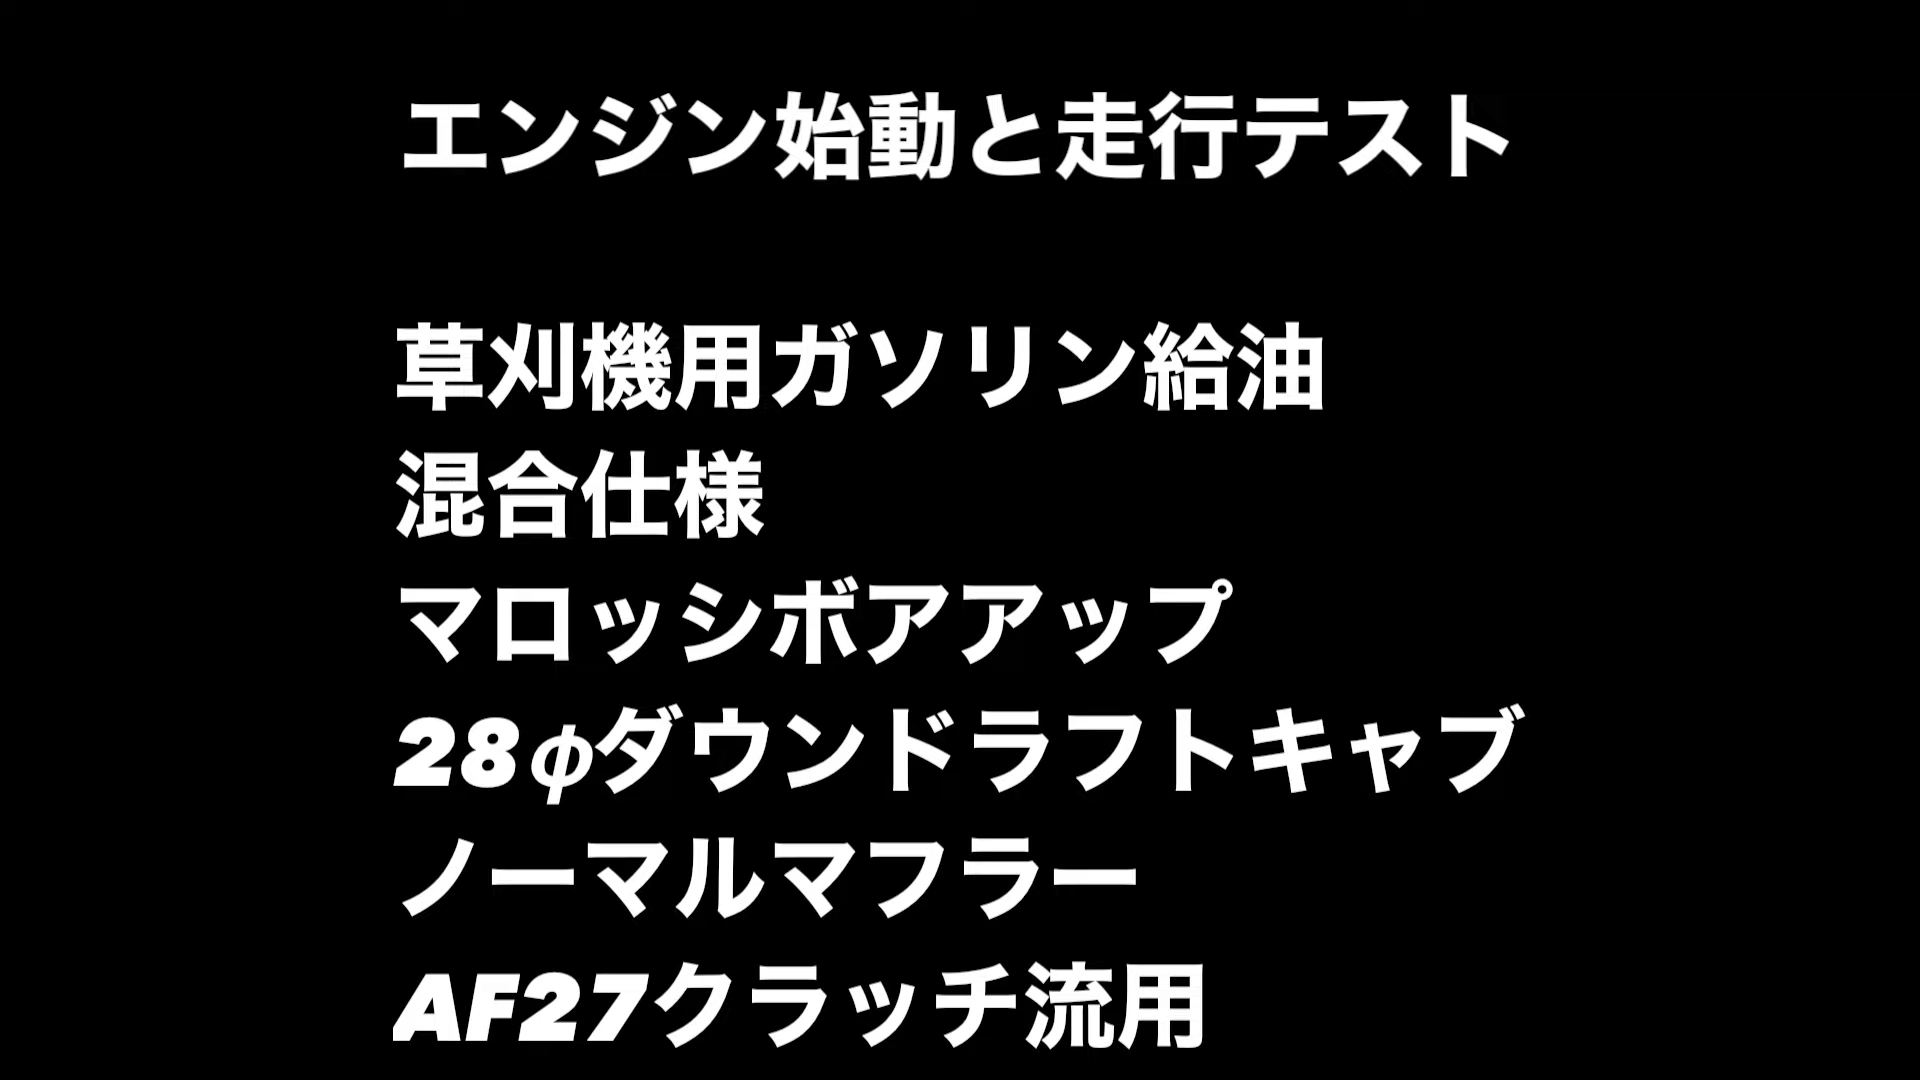 エンジン始動と走行テスト
草刈機用ガソリン給油
混合仕様
マロッシボアアップ
28φダウンドラフトキャブ
ノーマルマフラー
AF27クラッチ流用